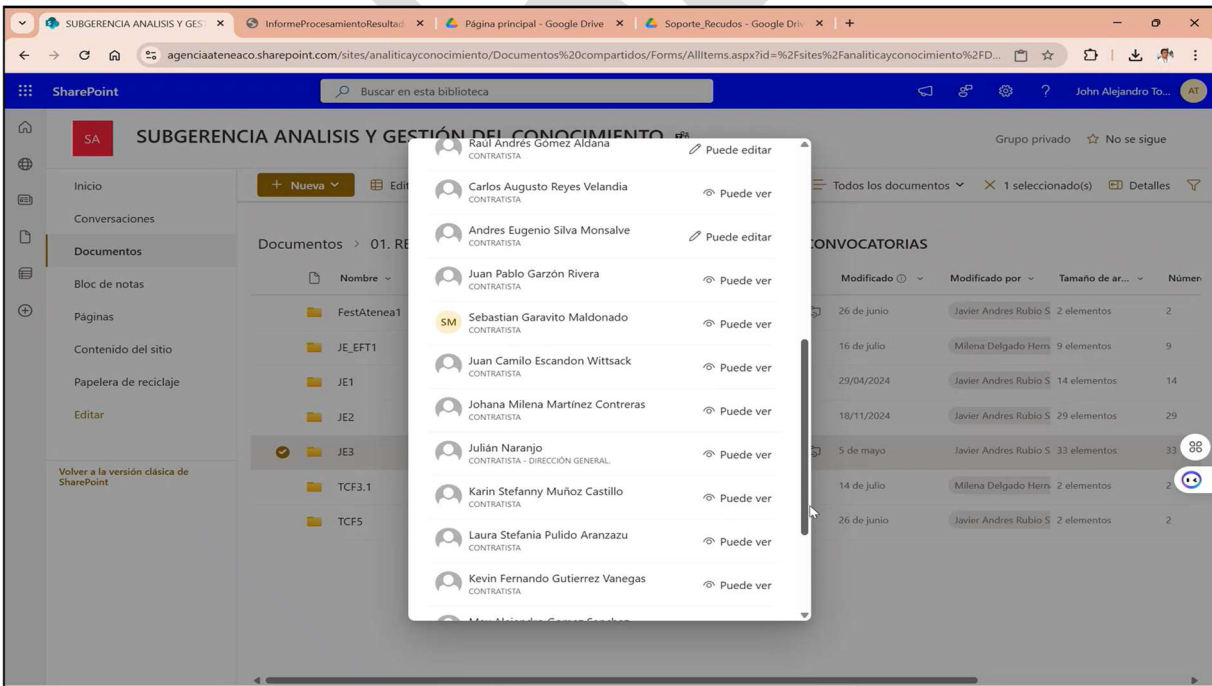 SUBGERENCIA ANALISIS Y GES
InformeProcesamientoResultad
Página principal - Google Drive
Soporte_Recudos - Google Driv
agenciaateneaco.sharepoint.com/sites/analiticayconocimiento/Documentos%20compartidos/Forms/AllItems.aspx?id=%2Fsites%2Fanaliticayconocimiento%2FD...
SharePoint
Buscar en esta biblioteca
John Alejandro To...
AT
SA
SUBGERENCIA ANALISIS Y GESTIÓN DEL CONOCIMIENTO
Grupo privado
No se sigue
Inicio
Conversaciones
Documentos
Bloc de notas
Páginas
Contenido del sitio
Papelera de reciclaje
Editar
Volver a la versión clásica de
SharePoint
+ Nueva
Edit
Todos los documentos
1 seleccionado(s)
Detalles
Documentos > 01. RE
CONVOCATORIAS
Nombre
Modificado
Modificado por
Tamaño de ar...
Númer
FestAtenea1
26 de junio
Javier Andres Rubio S
2 elementos
2
JE_EFT1
16 de julio
Milena Delgado Hern
9 elementos
9
JE1
29/04/2024
Javier Andres Rubio S
14 elementos
14
JE2
18/11/2024
Javier Andres Rubio S
29 elementos
29
JE3
5 de mayo
Javier Andres Rubio S
33 elementos
33
TCF3.1
14 de julio
Milena Delgado Hern
2 elementos
2
TCF5
26 de junio
Javier Andres Rubio S
2 elementos
2
Raúl Andrés Gómez Aldana
CONTRATISTA
Puede editar
Carlos Augusto Reyes Velandia
CONTRATISTA
Puede ver
Andres Eugenio Silva Monsalve
CONTRATISTA
Puede editar
Juan Pablo Garzón Rivera
CONTRATISTA
Puede ver
SM
Sebastian Garavito Maldonado
CONTRATISTA
Puede ver
Juan Camilo Escandon Wittsack
CONTRATISTA
Puede ver
Johana Milena Martínez Contreras
CONTRATISTA
Puede ver
Julián Naranjo
CONTRATISTA - DIRECCIÓN GENERAL.
Puede ver
Karin Stefanny Muñoz Castillo
CONTRATISTA
Puede ver
Laura Stefania Pulido Aranzazu
CONTRATISTA
Puede ver
Kevin Fernando Gutierrez Vanegas
CONTRATISTA
Puede ver